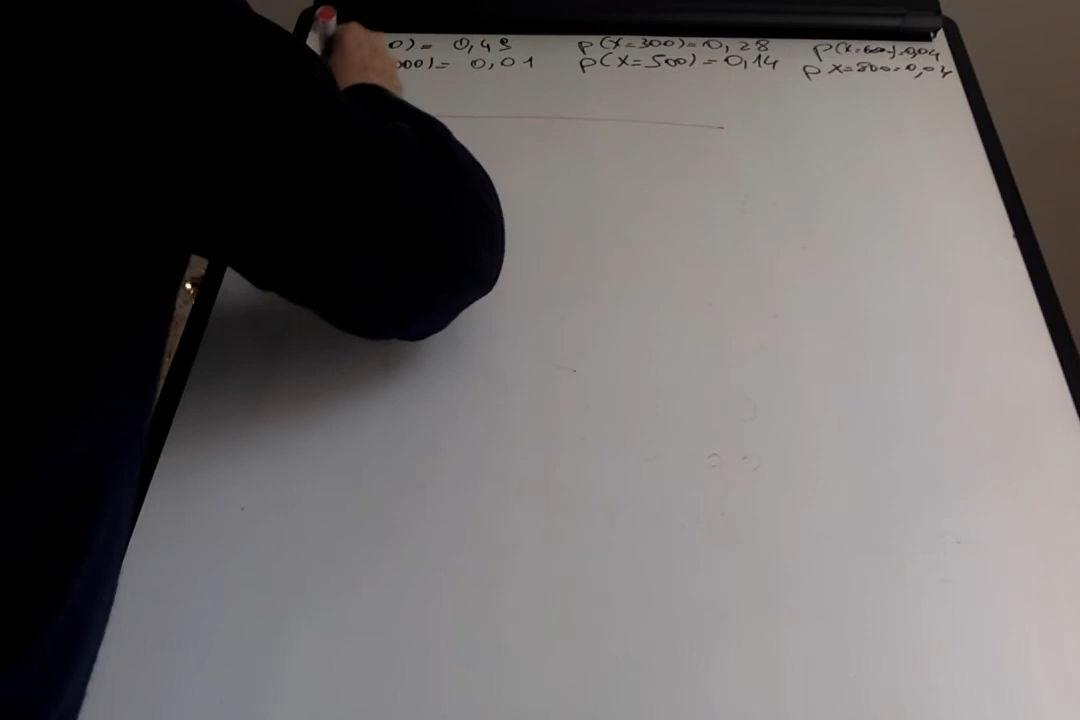 0) = 0,49 p(X=300)=0,28 p(X=600)=0,04
000) = 0,01 p(X=500)=0,14 p X=800=0,04